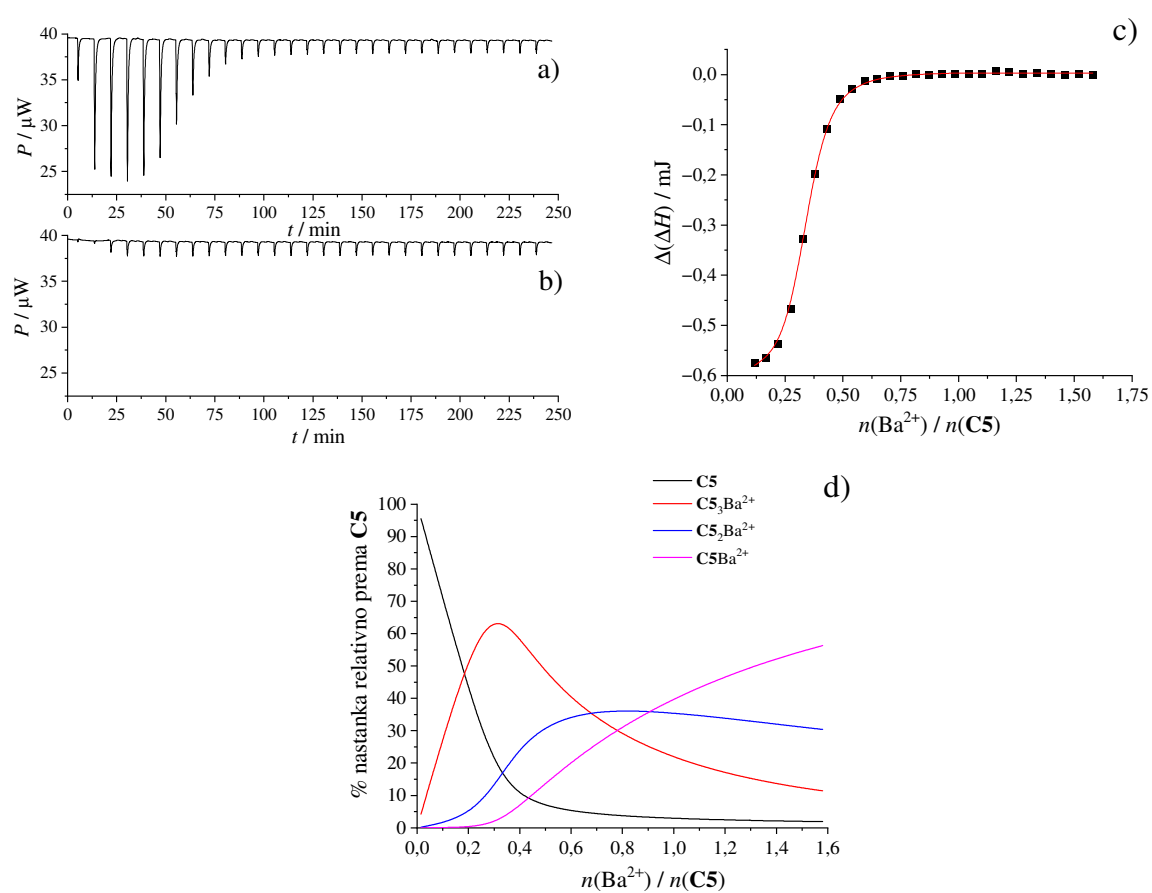 40
35
30
25
P / µW
a)
0 25 50 75 100 125 150 175 200 225 250
t / min
40
35
30
25
P / µW
b)
0 25 50 75 100 125 150 175 200 225 250
t / min
c)
0,0
−0,1
−0,2
−0,3
−0,4
−0,5
−0,6
Δ(ΔH) / mJ
0,00 0,25 0,50 0,75 1,00 1,25 1,50 1,75
n(Ba²⁺) / n(C5)
C5
C5₃Ba²⁺
C5₂Ba²⁺
C5Ba²⁺
d)
100
90
80
70
60
50
40
30
20
10
0
% nastanka relativno prema C5
0,0 0,2 0,4 0,6 0,8 1,0 1,2 1,4 1,6
n(Ba²⁺) / n(C5)